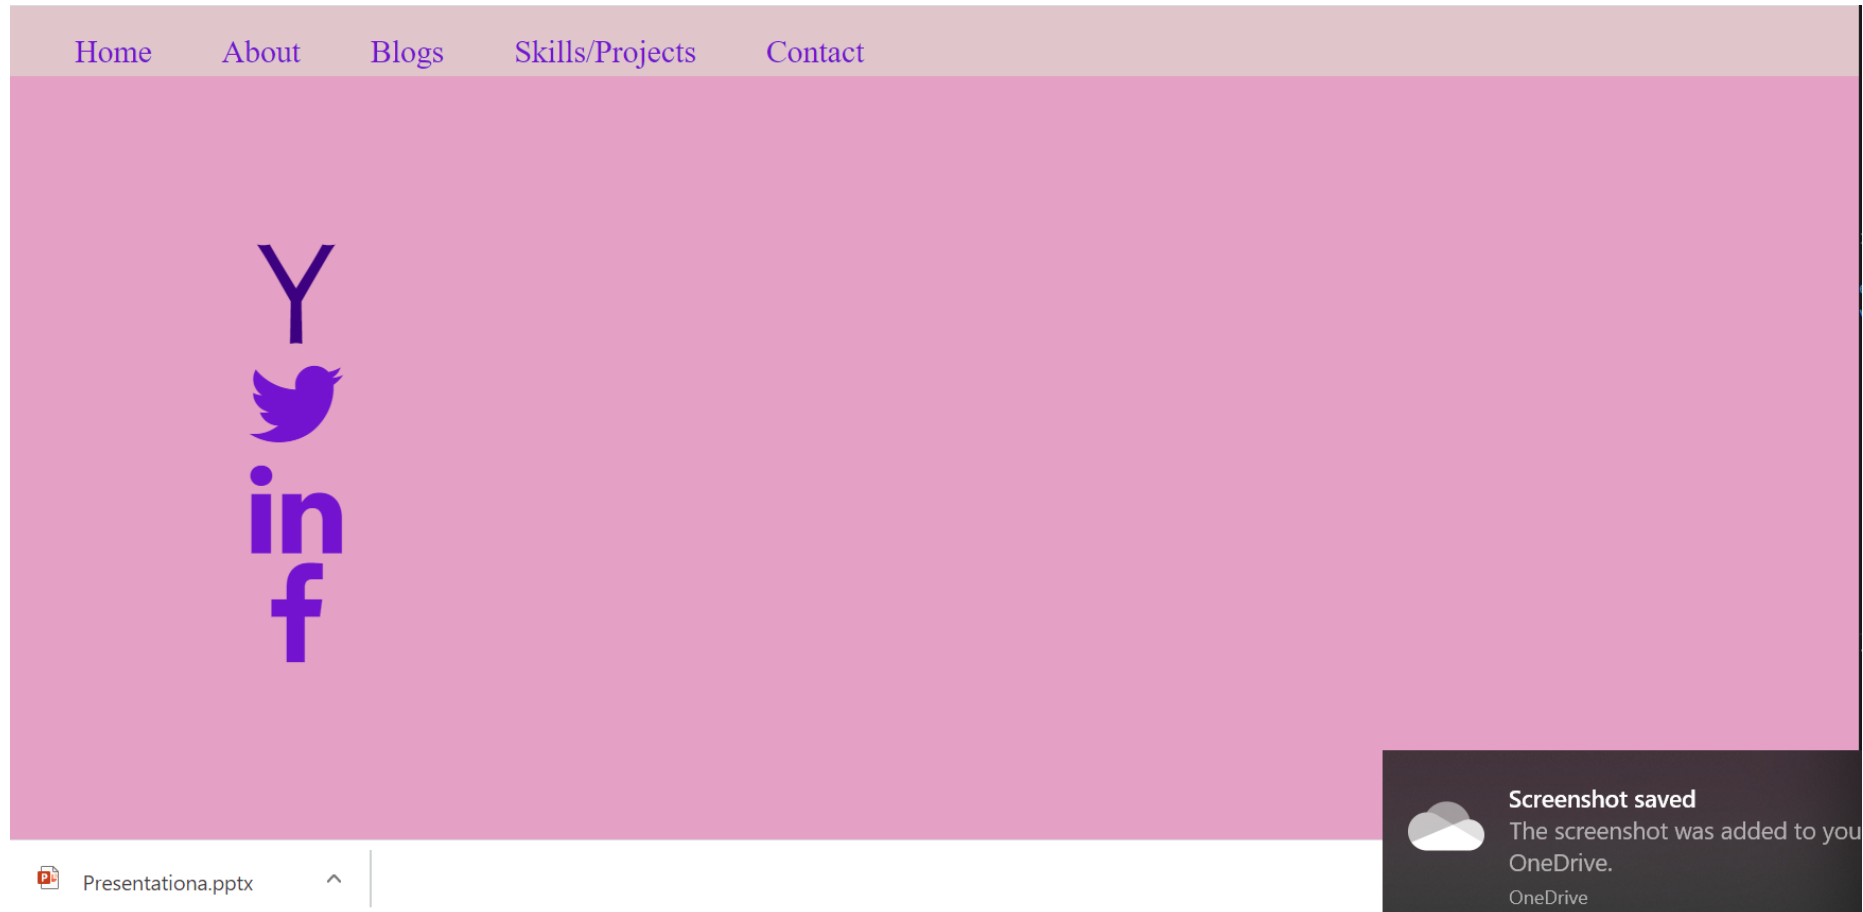 Home About Blogs Skills/Projects Contact
Y
in
f
Screenshot saved
The screenshot was added to you
OneDrive.
OneDrive
Presentationa.pptx